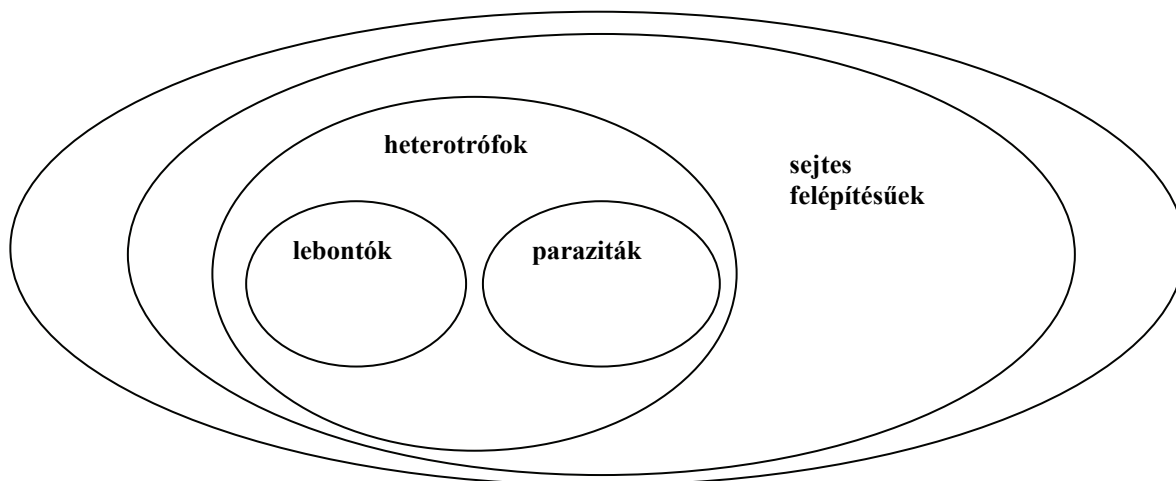 heterotrófok
sejtes
felépítésűek
lebontók
paraziták